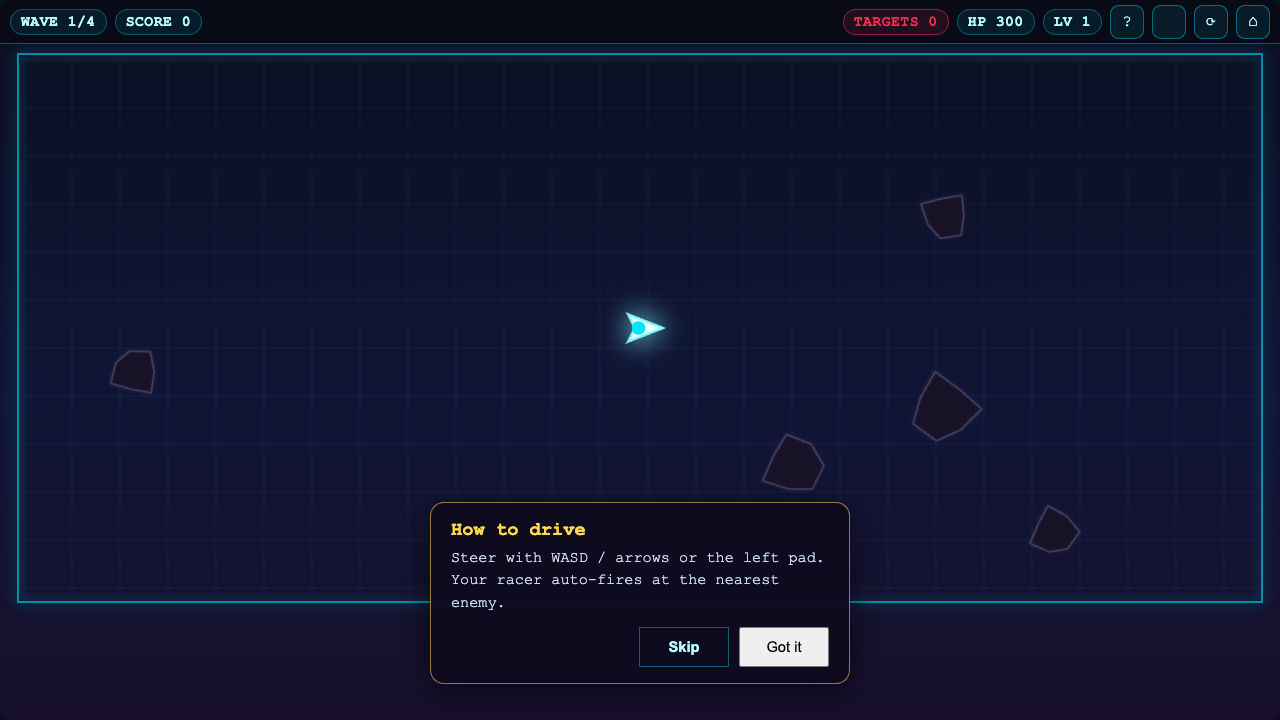 WAVE 1/4 SCORE 0 TARGETS 0 HP 300 LV 1 ? ⟳ ⌂
How to drive
Steer with WASD / arrows or the left pad.
Your racer auto-fires at the nearest
enemy.
Skip Got it